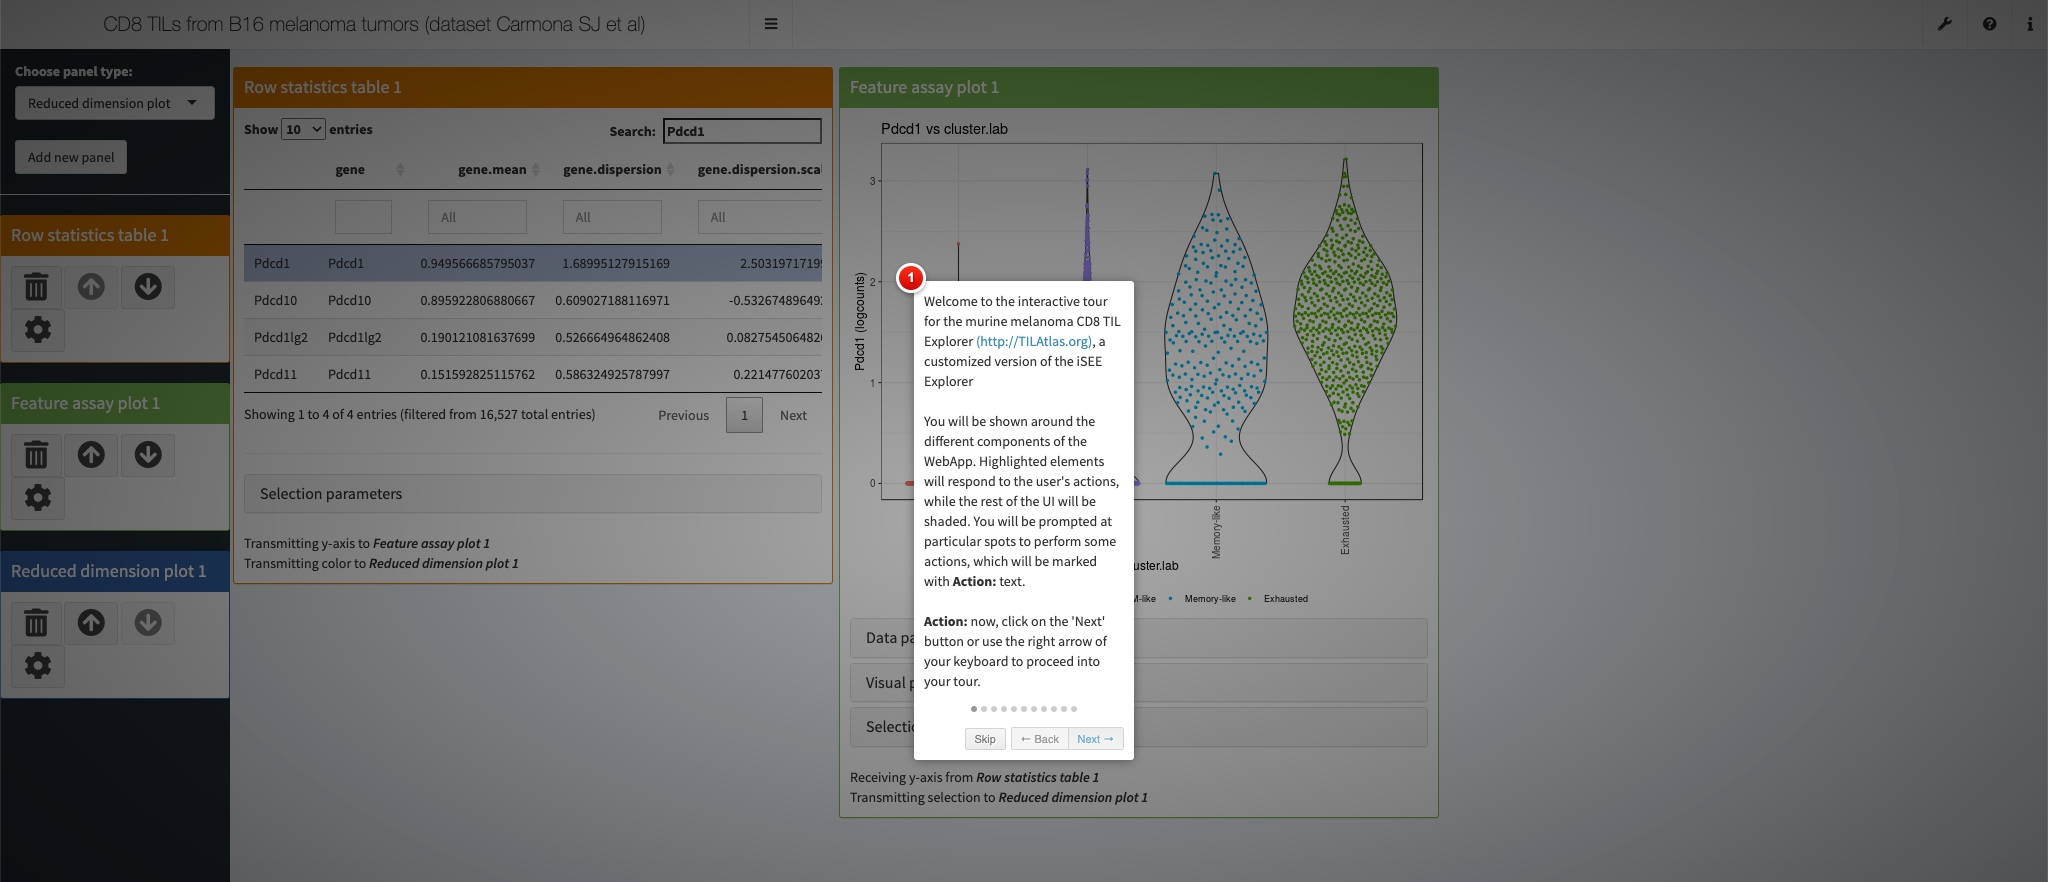 CD8 TILs from B16 melanoma tumors (dataset Carmona SJ et al)
Choose panel type:
Reduced dimension plot
Add new panel
Row statistics table 1
Feature assay plot 1
Reduced dimension plot 1
Row statistics table 1
Show 10 entries
Search: Pdcd1
gene gene.mean gene.dispersion gene.dispersion.scal
All All All
Pdcd1 Pdcd1 0.949566685795037 1.68995127915169 2.5031971719
Pdcd10 Pdcd10 0.895922806880667 0.609027188116971 -0.53267489649
Pdcd1lg2 Pdcd1lg2 0.190121081637699 0.526664964862408 0.082754506482
Pdcd11 Pdcd11 0.151592825115762 0.586324925787997 0.22147760203
Showing 1 to 4 of 4 entries (filtered from 16,527 total entries)
Previous 1 Next
Selection parameters
Transmitting y-axis to Feature assay plot 1
Transmitting color to Reduced dimension plot 1
Feature assay plot 1
Pdcd1 vs cluster.lab
Pdcd1 (logcounts)
3
2
1
0
Memory-like
Exhausted
uster.lab
M-like Memory-like Exhausted
Data pa
Visual p
Selectio
Receiving y-axis from Row statistics table 1
Transmitting selection to Reduced dimension plot 1
1
Welcome to the interactive tour
for the murine melanoma CD8 TIL
Explorer (http://TILAtlas.org), a
customized version of the iSEE
Explorer
You will be shown around the
different components of the
WebApp. Highlighted elements
will respond to the user's actions,
while the rest of the UI will be
shaded. You will be prompted at
particular spots to perform some
actions, which will be marked
with Action: text.
Action: now, click on the 'Next'
button or use the right arrow of
your keyboard to proceed into
your tour.
Skip ← Back Next →